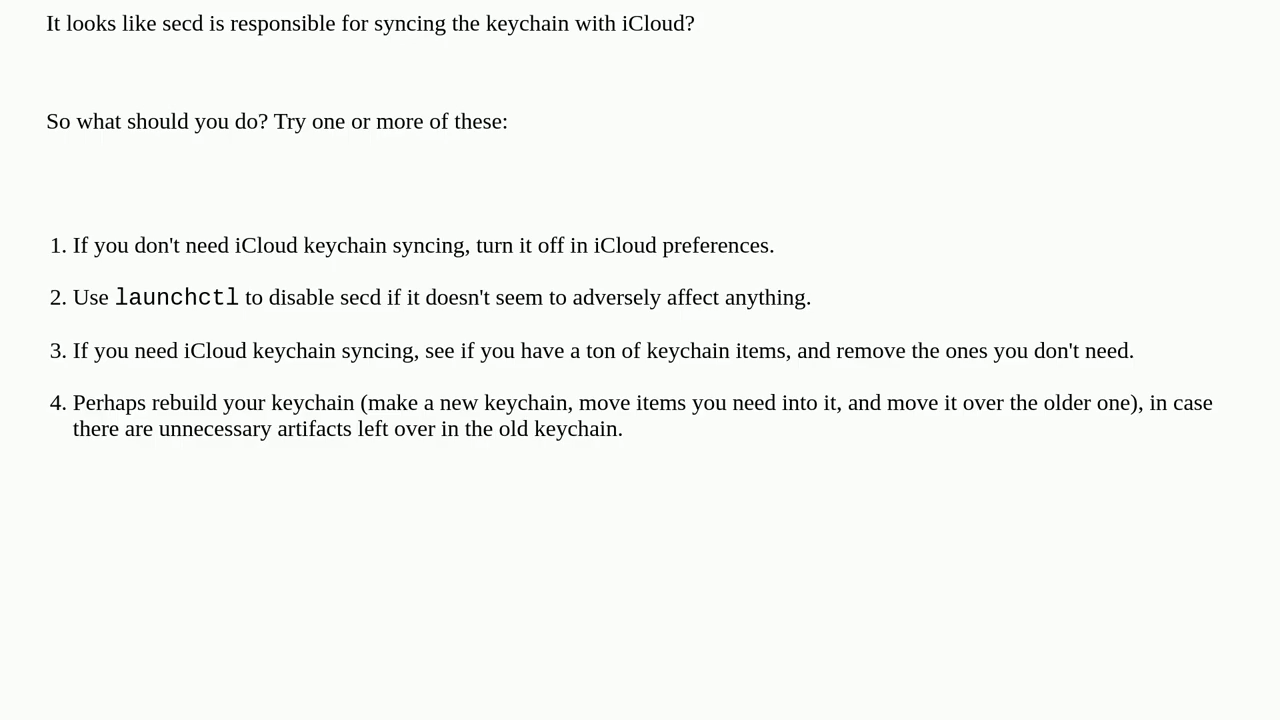 It looks like secd is responsible for syncing the keychain with iCloud?
So what should you do? Try one or more of these:
1. If you don't need iCloud keychain syncing, turn it off in iCloud preferences.
2. Use launchctl to disable secd if it doesn't seem to adversely affect anything.
3. If you need iCloud keychain syncing, see if you have a ton of keychain items, and remove the ones you don't need.
4. Perhaps rebuild your keychain (make a new keychain, move items you need into it, and move it over the older one), in case
there are unnecessary artifacts left over in the old keychain.